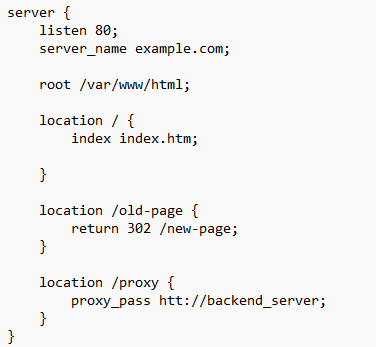 server {
    listen 80;
    server_name example.com;

    root /var/www/html;

    location / {
        index index.htm;

    }

    location /old-page {
        return 302 /new-page;
    }

    location /proxy {
        proxy_pass htt://backend_server;
    }
}